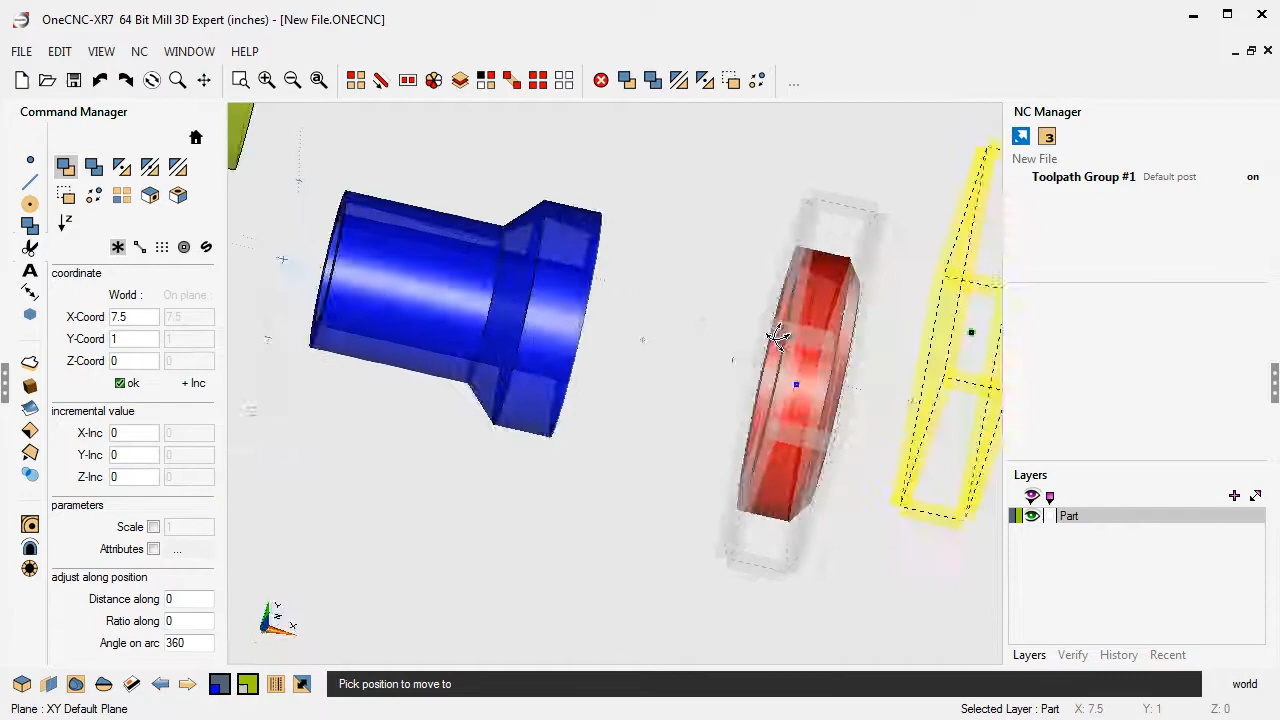 OneCNC-XR7 64 Bit Mill 3D Expert (inches) - [New File.ONECNC]
FILE EDIT VIEW NC WINDOW HELP
...
Command Manager
Z
A
coordinate
World : On plane :
X-Coord 7.5 7.5
Y-Coord 1 1
Z-Coord 0 0
ok + Inc
incremental value
X-Inc 0 0
Y-Inc 0 0
Z-Inc 0 0
parameters
Scale 1
Attributes ...
adjust along position
Distance along 0
Ratio along 0
Angle on arc 360
Y
Z
X
NC Manager
3
New File
Toolpath Group #1 Default post on
Layers
Part
Layers Verify History Recent
Pick position to move to
world
Plane : XY Default Plane
Selected Layer : Part X: 7.5 Y: 1 Z: 0